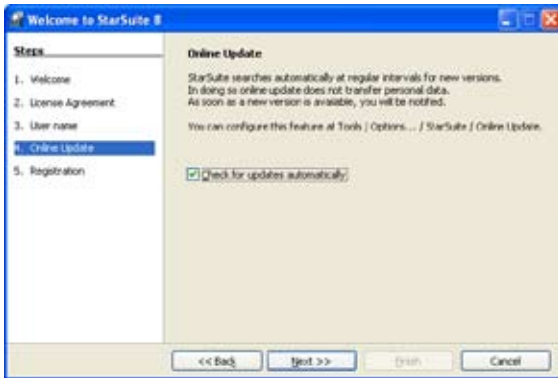 Welcome to StarSuite 8
Steps
1. Welcome
2. License Agreement
3. User name
4. Online Update
5. Registration
Online Update
StarSuite searches automatically at regular intervals for new versions.
In doing so online update does not transfer personal data.
As soon as a new version is available, you will be notified.
You can configure this feature at Tools / Options... / StarSuite / Online Update.
Check for updates automatically
<< Back
Next >>
Finish
Cancel